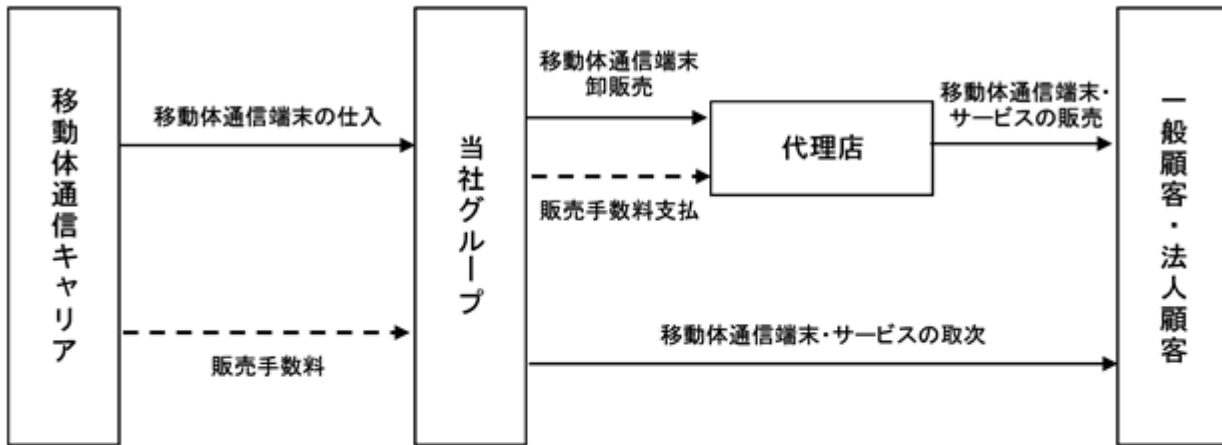 移動体通信キャリア
移動体通信端末の仕入
販売手数料
当社グループ
移動体通信端末
卸販売
販売手数料支払
代理店
移動体通信端末・
サービスの販売
移動体通信端末・サービスの取次
一般顧客・法人顧客